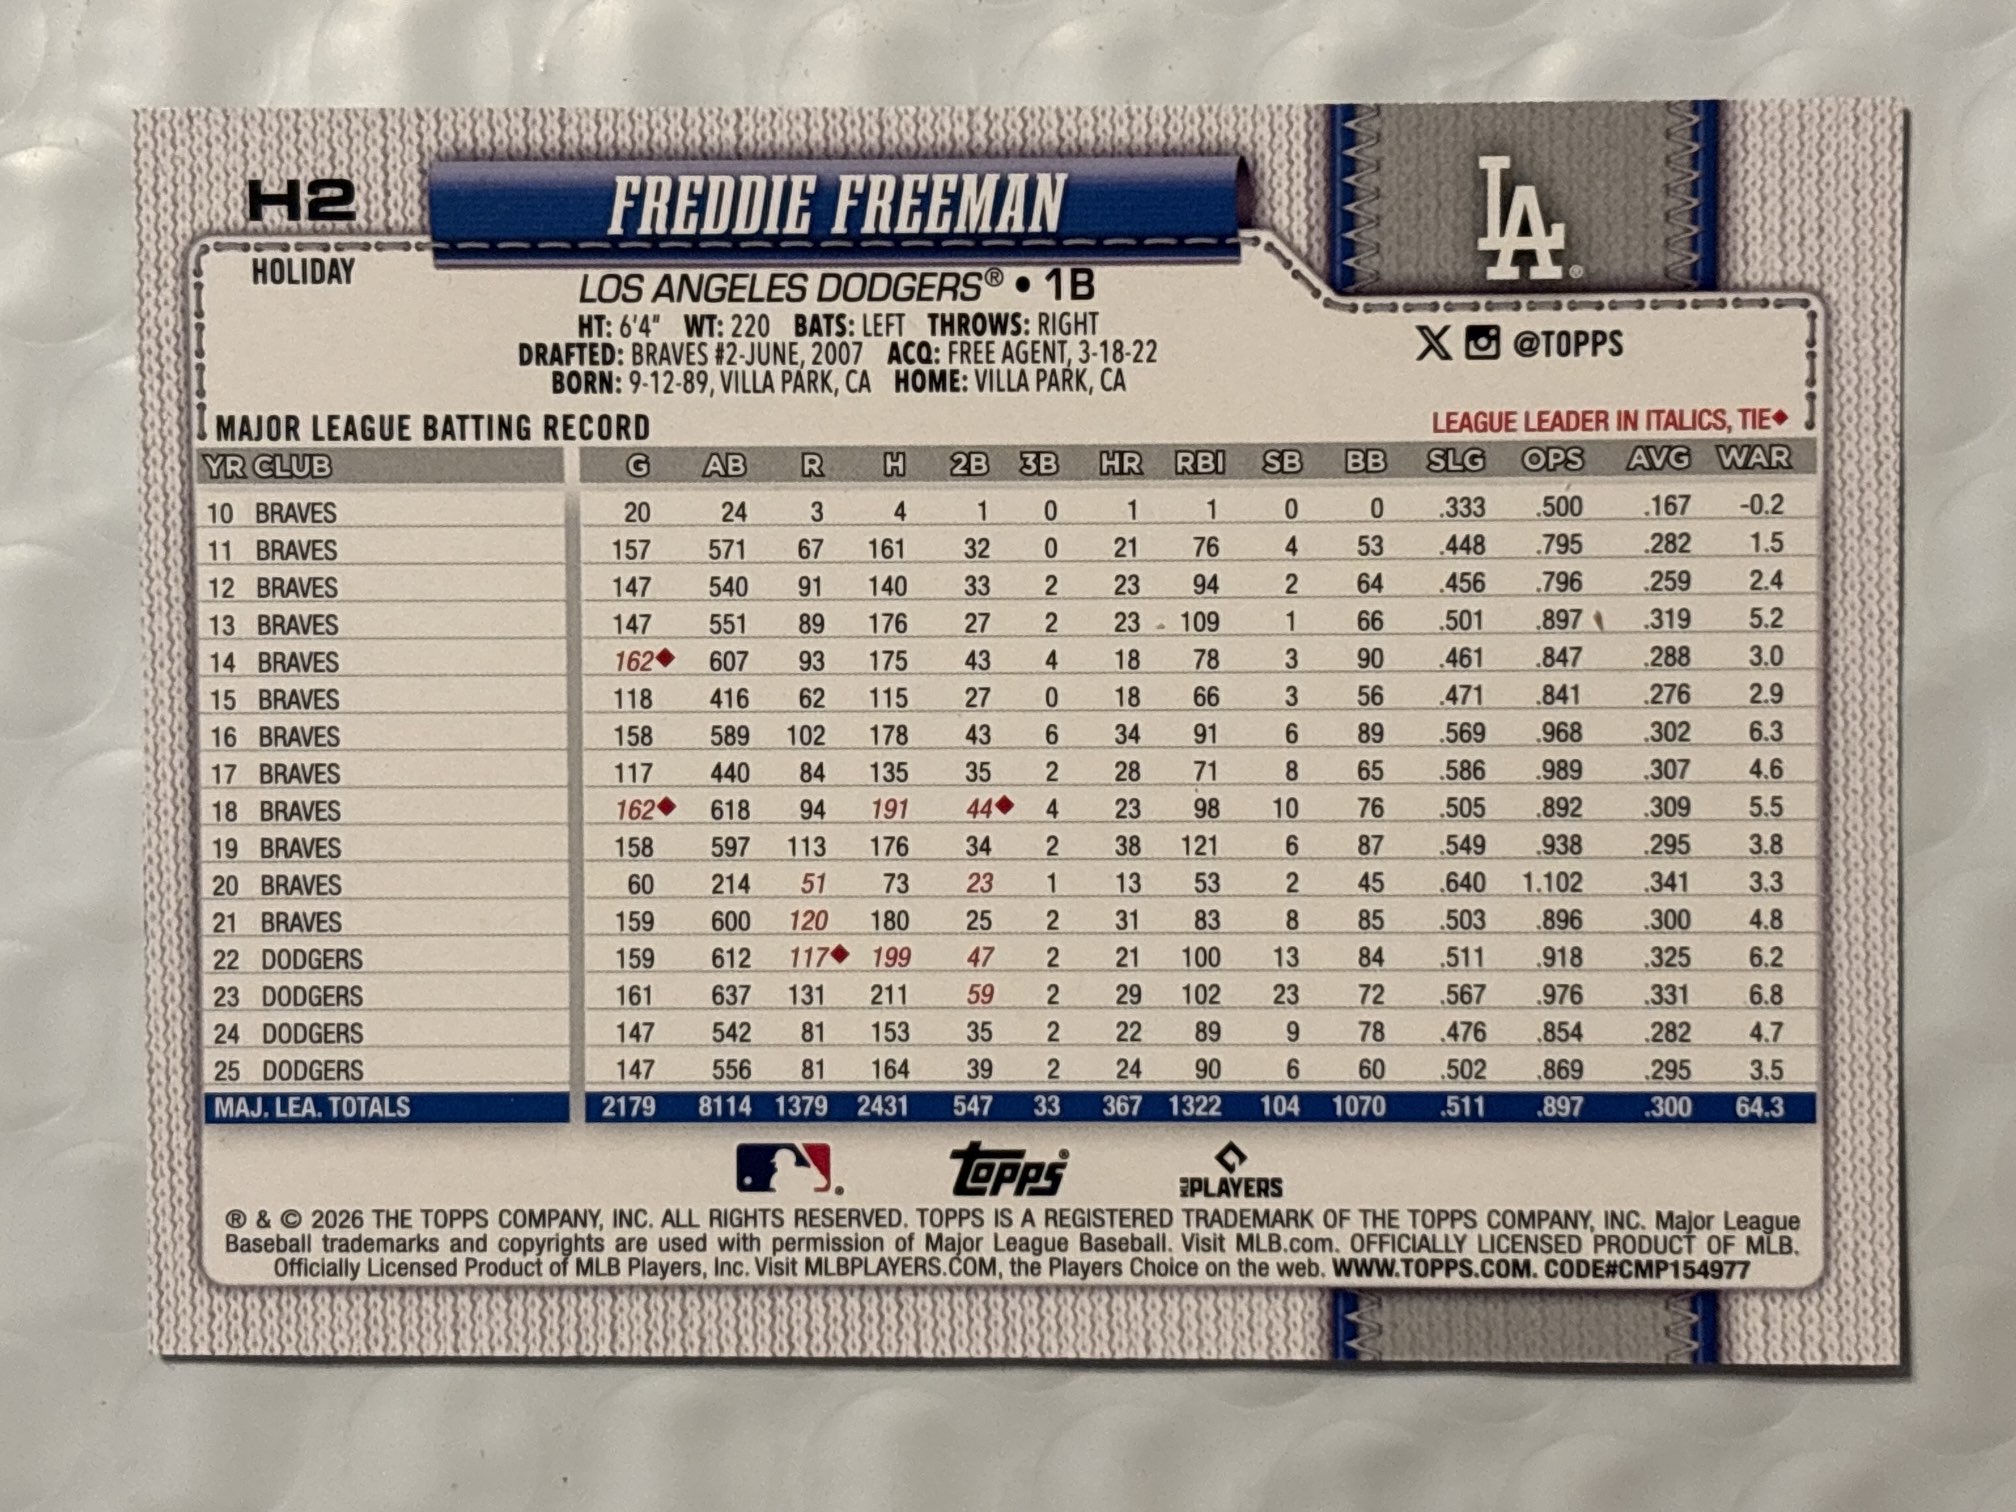 H2
FREDDIE FREEMAN
LA®
HOLIDAY
LOS ANGELES DODGERS® • 1B
HT: 6'4" WT: 220 BATS: LEFT THROWS: RIGHT
DRAFTED: BRAVES #2-JUNE, 2007 ACQ: FREE AGENT, 3-18-22
BORN: 9-12-89, VILLA PARK, CA HOME: VILLA PARK, CA
X @TOPPS
MAJOR LEAGUE BATTING RECORD
LEAGUE LEADER IN ITALICS, TIE◆
YR CLUB G AB R H 2B 3B HR RBI SB BB SLG OPS AVG WAR
10 BRAVES 20 24 3 4 1 0 1 1 0 0 .333 .500 .167 -0.2
11 BRAVES 157 571 67 161 32 0 21 76 4 53 .448 .795 .282 1.5
12 BRAVES 147 540 91 140 33 2 23 94 2 64 .456 .796 .259 2.4
13 BRAVES 147 551 89 176 27 2 23 109 1 66 .501 .897 .319 5.2
14 BRAVES 162◆ 607 93 175 43 4 18 78 3 90 .461 .847 .288 3.0
15 BRAVES 118 416 62 115 27 0 18 66 3 56 .471 .841 .276 2.9
16 BRAVES 158 589 102 178 43 6 34 91 6 89 .569 .968 .302 6.3
17 BRAVES 117 440 84 135 35 2 28 71 8 65 .586 .989 .307 4.6
18 BRAVES 162◆ 618 94 191 44◆ 4 23 98 10 76 .505 .892 .309 5.5
19 BRAVES 158 597 113 176 34 2 38 121 6 87 .549 .938 .295 3.8
20 BRAVES 60 214 51 73 23 1 13 53 2 45 .640 1.102 .341 3.3
21 BRAVES 159 600 120 180 25 2 31 83 8 85 .503 .896 .300 4.8
22 DODGERS 159 612 117◆ 199 47 2 21 100 13 84 .511 .918 .325 6.2
23 DODGERS 161 637 131 211 59 2 29 102 23 72 .567 .976 .331 6.8
24 DODGERS 147 542 81 153 35 2 22 89 9 78 .476 .854 .282 4.7
25 DODGERS 147 556 81 164 39 2 24 90 6 60 .502 .869 .295 3.5
MAJ. LEA. TOTALS 2179 8114 1379 2431 547 33 367 1322 104 1070 .511 .897 .300 64.3
Topps®
MLB PLAYERS
® & © 2026 THE TOPPS COMPANY, INC. ALL RIGHTS RESERVED. TOPPS IS A REGISTERED TRADEMARK OF THE TOPPS COMPANY, INC. Major League
Baseball trademarks and copyrights are used with permission of Major League Baseball. Visit MLB.com. OFFICIALLY LICENSED PRODUCT OF MLB.
Officially Licensed Product of MLB Players, Inc. Visit MLBPLAYERS.COM, the Players Choice on the web. WWW.TOPPS.COM. CODE#CMP154977